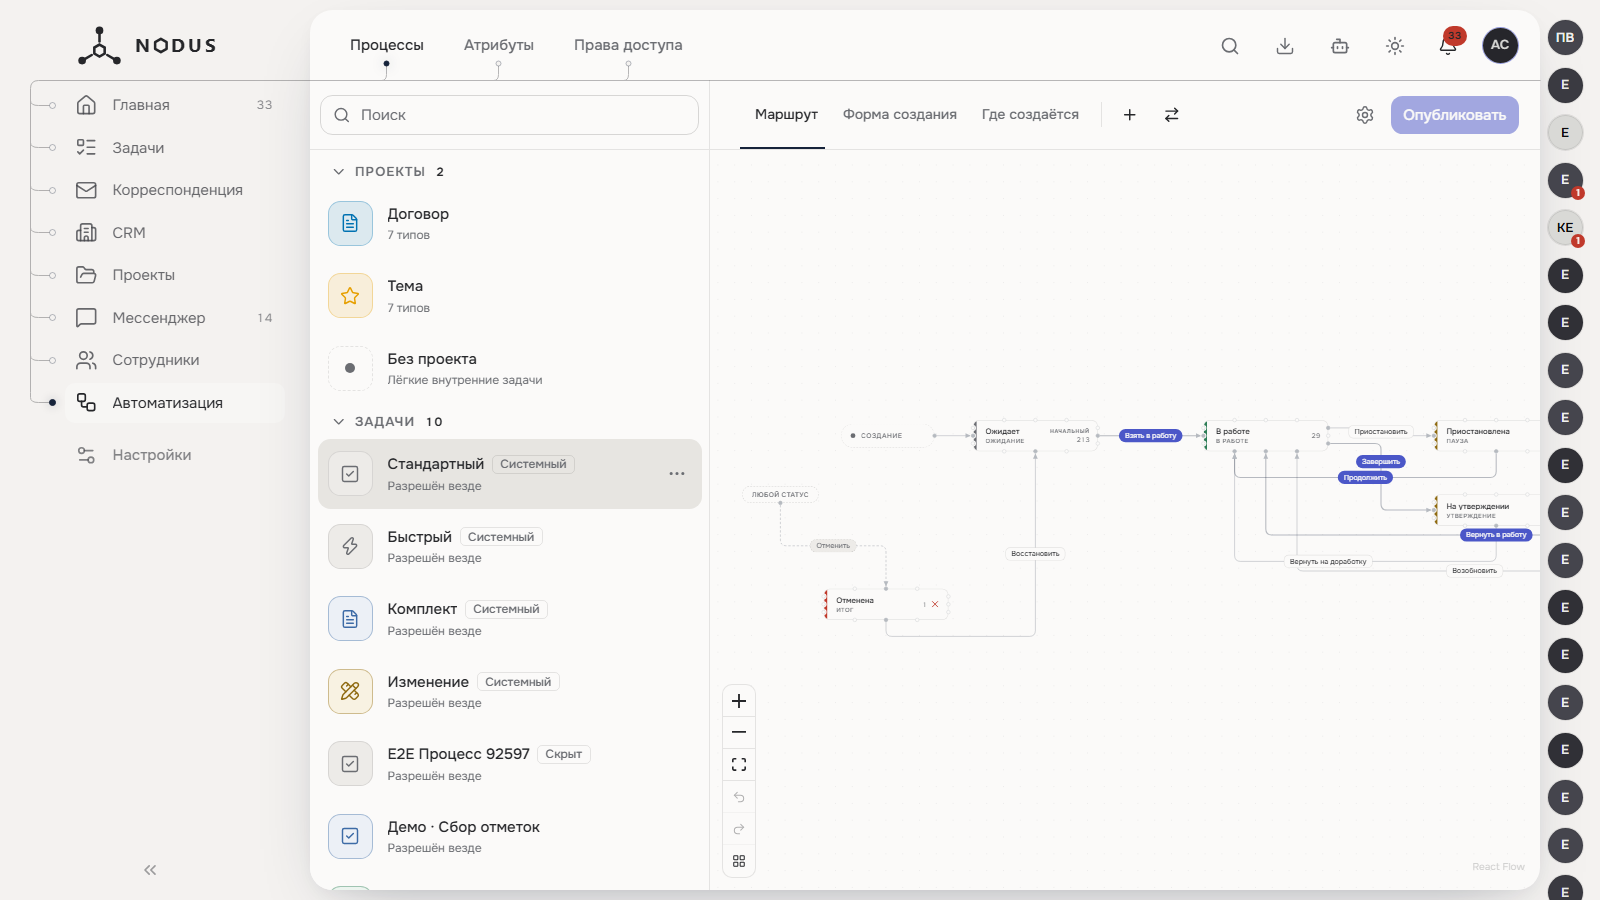 NODUS
Главная 33
Задачи
Корреспонденция
CRM
Проекты
Мессенджер 14
Сотрудники
Автоматизация
Настройки
Процессы Атрибуты Права доступа
33
АС
Поиск
ПРОЕКТЫ 2
Договор
7 типов
Тема
7 типов
Без проекта
Лёгкие внутренние задачи
ЗАДАЧИ 10
Стандартный Системный
Разрешён везде
Быстрый Системный
Разрешён везде
Комплект Системный
Разрешён везде
Изменение Системный
Разрешён везде
E2E Процесс 92597 Скрыт
Разрешён везде
Демо · Сбор отметок
Разрешён везде
Маршрут Форма создания Где создаётся
Опубликовать
СОЗДАНИЕ
Ожидает
ОЖИДАНИЕ
НАЧАЛЬНЫЙ
213
Взять в работу
В работе
В РАБОТЕ
29
Приостановить
Приостановлена
ПАУЗА
Завершить
Продолжить
ЛЮБОЙ СТАТУС
На утверждении
УТВЕРЖДЕНИЕ
Вернуть в работу
Отменить
Восстановить
Вернуть на доработку
Возобновить
Отменена
ИТОГ
1
React Flow
ПВ
Е
Е
Е
1
КЕ
1
Е
Е
Е
Е
Е
Е
Е
Е
Е
Е
Е
Е
Е
Е